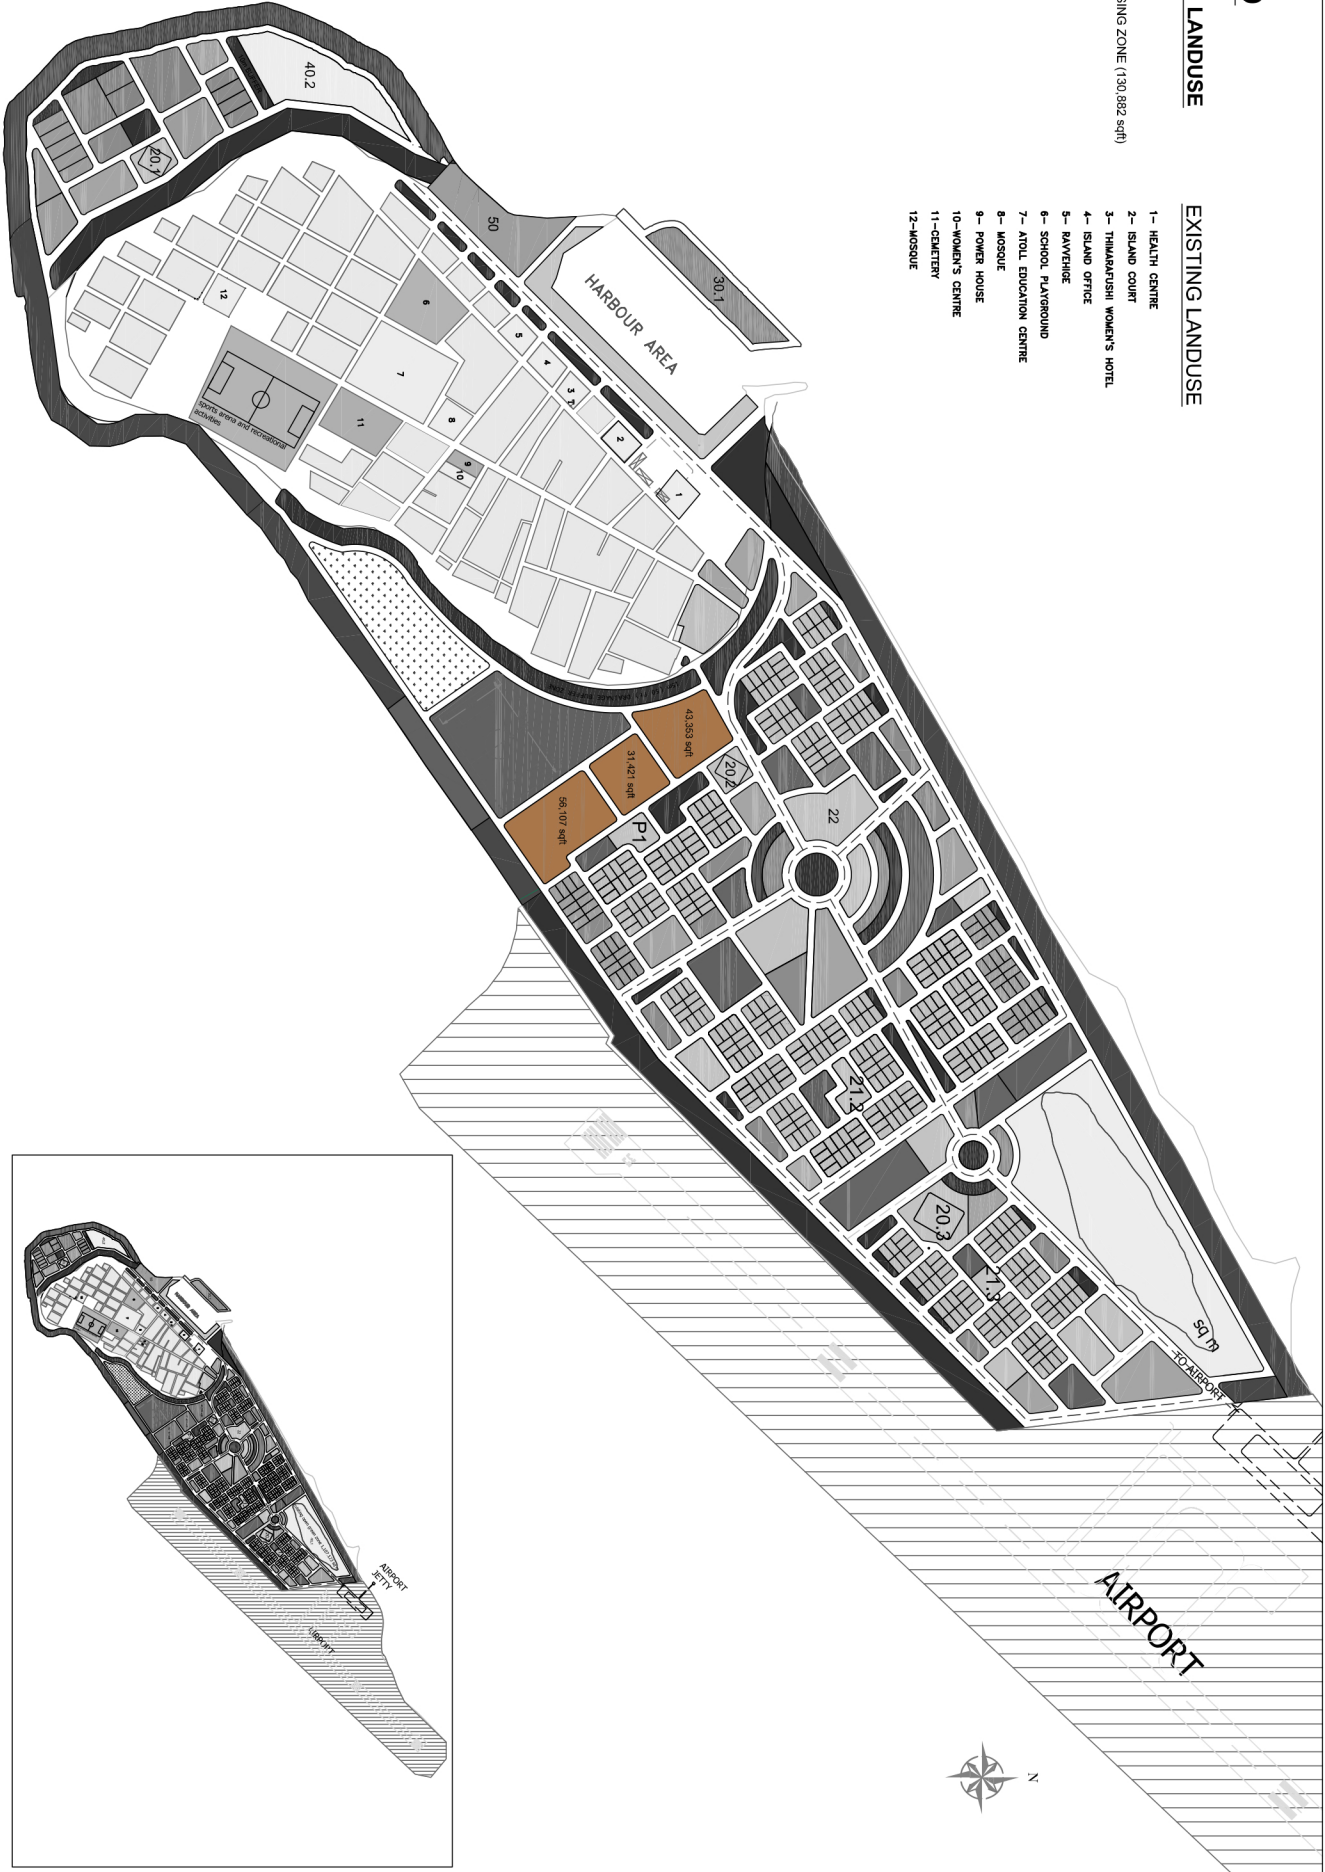 LANDUSE
SING ZONE (130,882 sqft)
EXISTING LANDUSE
1- HEALTH CENTRE
2- ISLAND COURT
3- THIMARAFUSHI WOMEN'S HOTEL
4- ISLAND OFFICE
5- RAVVEHIGE
6- SCHOOL PLAYGROUND
7- ATOLL EDUCATION CENTRE
8- MOSQUE
9- POWER HOUSE
10-WOMEN'S CENTRE
11-CEMETERY
12-MOSQUE
40.2
20.1
50
30.1
HARBOUR AREA
12
6
5
4
3
7
8
2
1
11
9
10
sports arena and recreational
activities
43,353 sqft
31,421 sqft
56,107 sqft
20.2
P1
22
21.2
20.3
21.3
sq m
TO AIRPORT
AIRPORT
N
HARBOUR AREA
AIRPORT
JETTY
AIRPORT